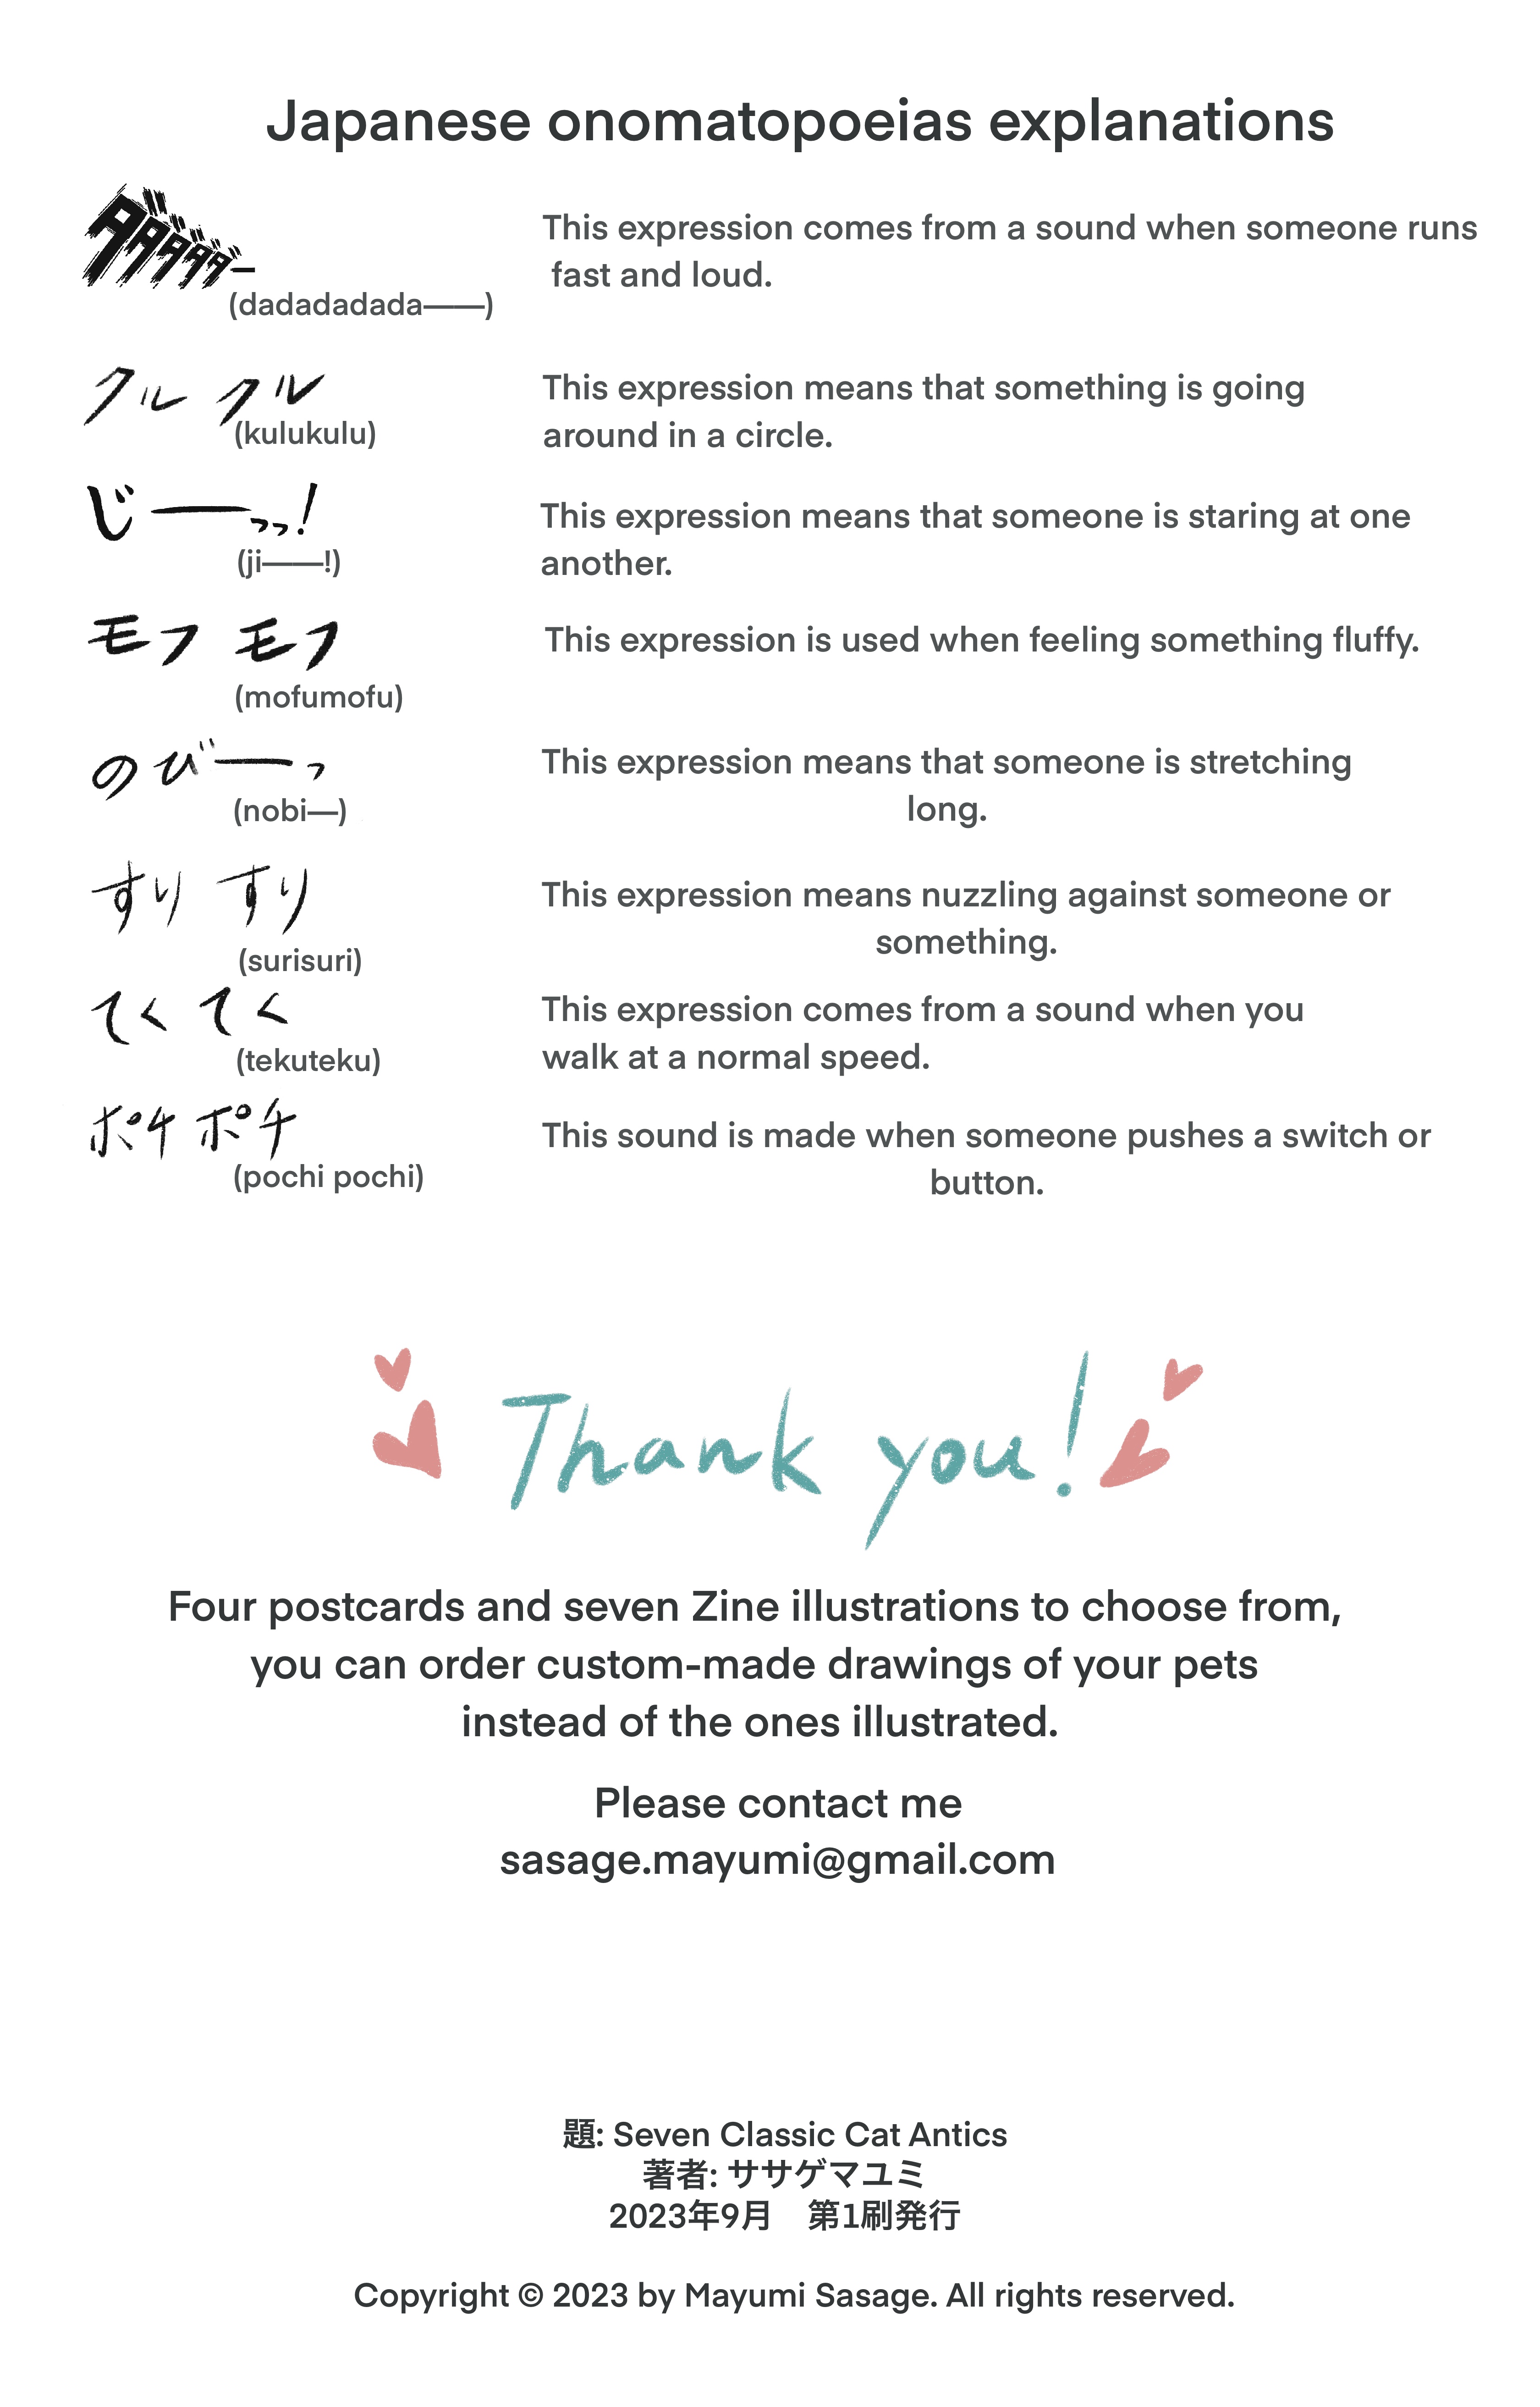 Japanese onomatopoeias explanations
ダダダダダー
(dadadadada——)
This expression comes from a sound when someone runs
fast and loud.
クルクル
(kulukulu)
This expression means that something is going
around in a circle.
じーっっ!
(ji——!)
This expression means that someone is staring at one
another.
モフ モフ
(mofumofu)
This expression is used when feeling something fluffy.
のびーっ
(nobi—)
This expression means that someone is stretching
long.
すり すり
(surisuri)
This expression means nuzzling against someone or
something.
てくてく
(tekuteku)
This expression comes from a sound when you
walk at a normal speed.
ポチポチ
(pochi pochi)
This sound is made when someone pushes a switch or
button.
Thank you!
Four postcards and seven Zine illustrations to choose from,
you can order custom-made drawings of your pets
instead of the ones illustrated.
Please contact me
sasage.mayumi@gmail.com
題: Seven Classic Cat Antics
著者: ササゲマユミ
2023年9月　第1刷発行
Copyright © 2023 by Mayumi Sasage. All rights reserved.